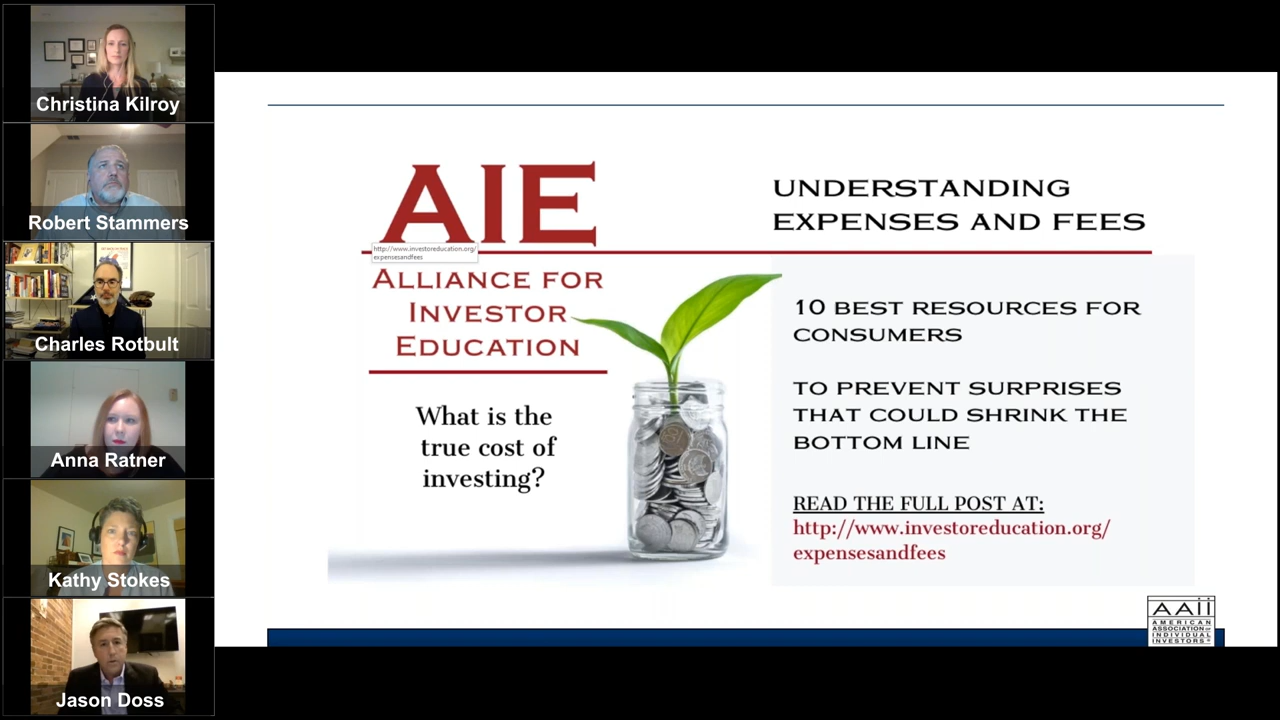 Christina Kilroy
Robert Stammers
Charles Rotbult
Anna Ratner
Kathy Stokes
Jason Doss
AIE
http://www.investoreducation.org/
expensesandfees
ALLIANCE FOR
INVESTOR
EDUCATION
What is the
true cost of
investing?
UNDERSTANDING
EXPENSES AND FEES
10 BEST RESOURCES FOR
CONSUMERS
TO PREVENT SURPRISES
THAT COULD SHRINK THE
BOTTOM LINE
READ THE FULL POST AT:
http://www.investoreducation.org/
expensesandfees
AAii
AMERICAN
ASSOCIATION OF
INDIVIDUAL
INVESTORS®